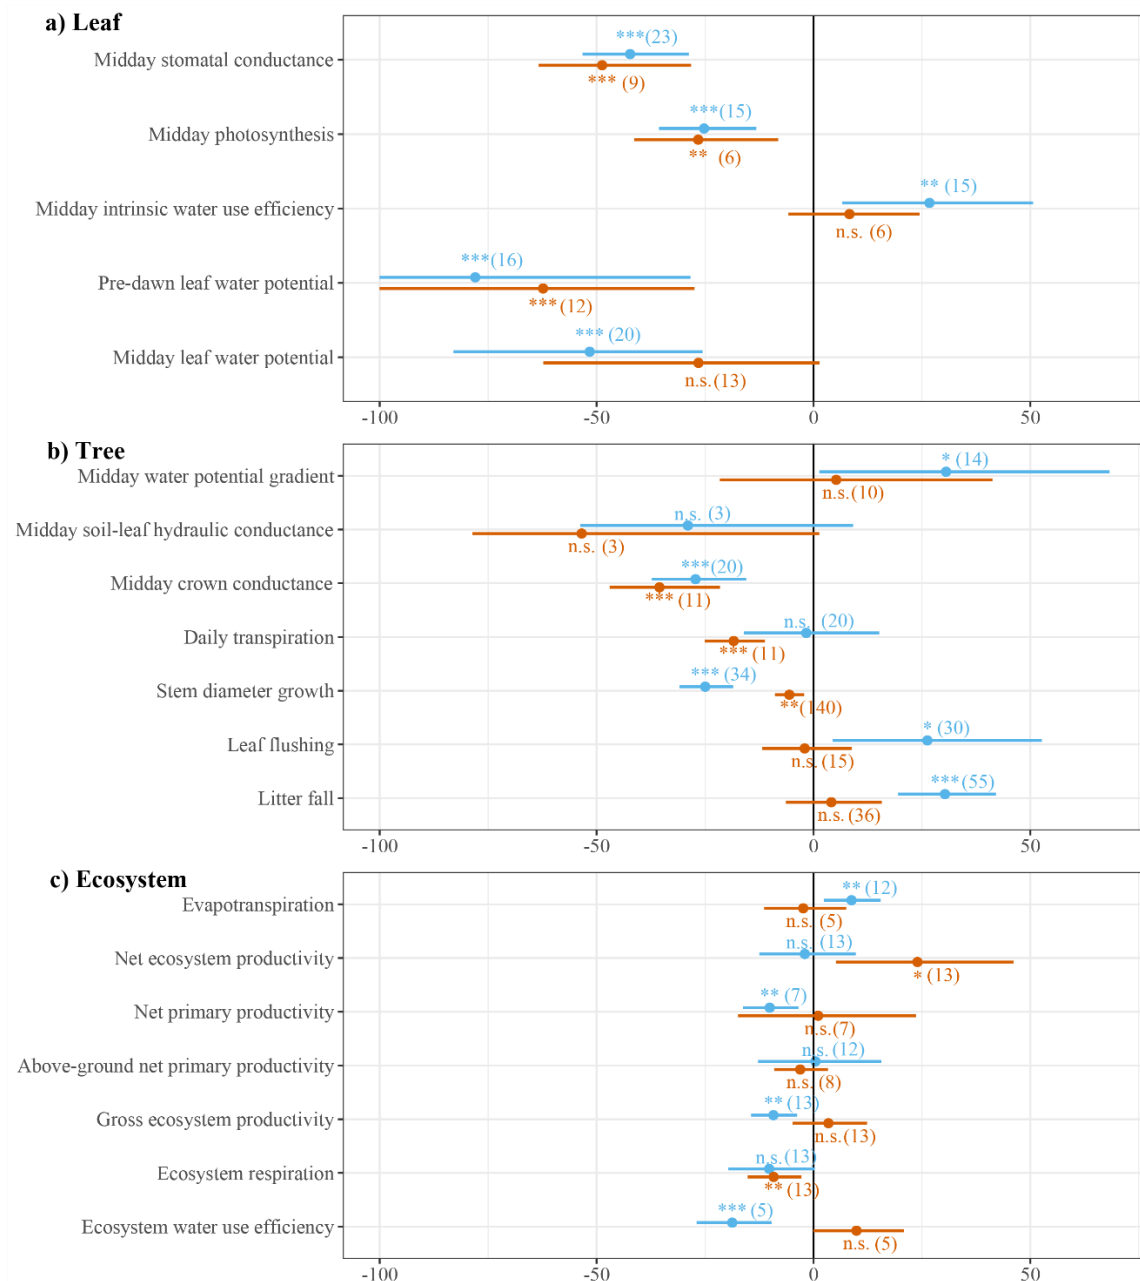 a) Leaf
Midday stomatal conductance
***(23)
*** (9)
Midday photosynthesis
***(15)
** (6)
Midday intrinsic water use efficiency
** (15)
n.s. (6)
Pre-dawn leaf water potential
***(16)
***(12)
Midday leaf water potential
*** (20)
n.s.(13)
-100 -50 0 50
b) Tree
Midday water potential gradient
* (14)
n.s.(10)
Midday soil-leaf hydraulic conductance
n.s. (3)
n.s. (3)
Midday crown conductance
***(20)
***(11)
Daily transpiration
n.s. (20)
***(11)
Stem diameter growth
***(34)
**(140)
Leaf flushing
* (30)
n.s.(15)
Litter fall
***(55)
n.s.(36)
-100 -50 0 50
c) Ecosystem
Evapotranspiration
**(12)
n.s.(5)
Net ecosystem productivity
n.s.(13)
*(13)
Net primary productivity
** (7)
n.s.(7)
Above-ground net primary productivity
n.s.(12)
n.s.(8)
Gross ecosystem productivity
**(13)
n.s.(13)
Ecosystem respiration
n.s.(13)
**(13)
Ecosystem water use efficiency
***(5)
n.s.(5)
-100 -50 0 50